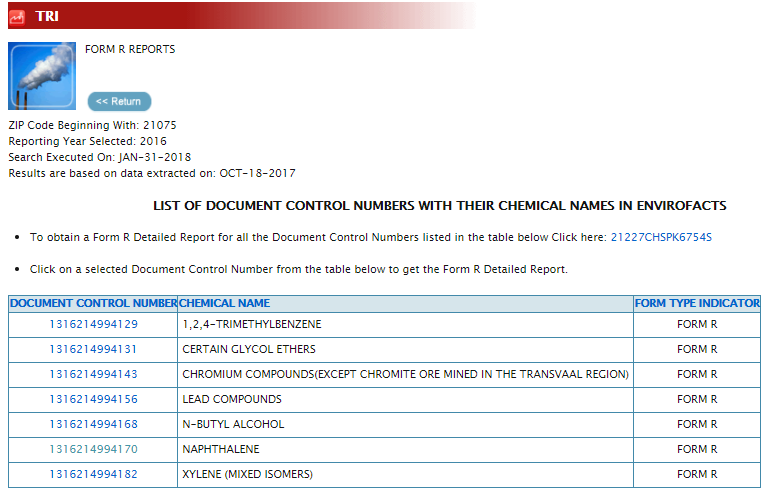 TRI
FORM R REPORTS
<< Return
ZIP Code Beginning With: 21075
Reporting Year Selected: 2016
Search Executed On: JAN-31-2018
Results are based on data extracted on: OCT-18-2017
LIST OF DOCUMENT CONTROL NUMBERS WITH THEIR CHEMICAL NAMES IN ENVIROFACTS
• To obtain a Form R Detailed Report for all the Document Control Numbers listed in the table below Click here: 21227CHSPK6754S
• Click on a selected Document Control Number from the table below to get the Form R Detailed Report.
DOCUMENT CONTROL NUMBER CHEMICAL NAME FORM TYPE INDICATOR
1316214994129 1,2,4-TRIMETHYLBENZENE FORM R
1316214994131 CERTAIN GLYCOL ETHERS FORM R
1316214994143 CHROMIUM COMPOUNDS(EXCEPT CHROMITE ORE MINED IN THE TRANSVAAL REGION) FORM R
1316214994156 LEAD COMPOUNDS FORM R
1316214994168 N-BUTYL ALCOHOL FORM R
1316214994170 NAPHTHALENE FORM R
1316214994182 XYLENE (MIXED ISOMERS) FORM R